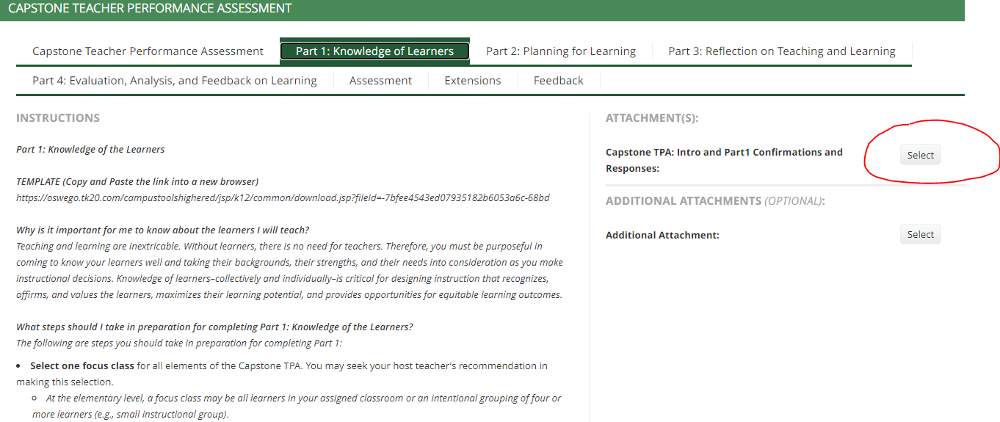 CAPSTONE TEACHER PERFORMANCE ASSESSMENT
Capstone Teacher Performance Assessment
Part 1: Knowledge of Learners
Part 2: Planning for Learning
Part 3: Reflection on Teaching and Learning
Part 4: Evaluation, Analysis, and Feedback on Learning
Assessment
Extensions
Feedback
INSTRUCTIONS
Part 1: Knowledge of the Learners
TEMPLATE (Copy and Paste the link into a new browser)
https://oswego.tk20.com/campustoolshighered/jsp/k12/common/download.jsp?fileId=-7bfee4543ed07935182b6053a6c-68bd
Why is it important for me to know about the learners I will teach?
Teaching and learning are inextricable. Without learners, there is no need for teachers. Therefore, you must be purposeful in
coming to know your learners well and taking their backgrounds, their strengths, and their needs into consideration as you make
instructional decisions. Knowledge of learners–collectively and individually–is critical for designing instruction that recognizes,
affirms, and values the learners, maximizes their learning potential, and provides opportunities for equitable learning outcomes.
What steps should I take in preparation for completing Part 1: Knowledge of the Learners?
The following are steps you should take in preparation for completing Part 1:
• Select one focus class for all elements of the Capstone TPA. You may seek your host teacher's recommendation in
making this selection.
o At the elementary level, a focus class may be all learners in your assigned classroom or an intentional grouping of four or
more learners (e.g., small instructional group).
ATTACHMENT(S):
Capstone TPA: Intro and Part1 Confirmations and
Responses:
Select
ADDITIONAL ATTACHMENTS (OPTIONAL):
Additional Attachment:
Select